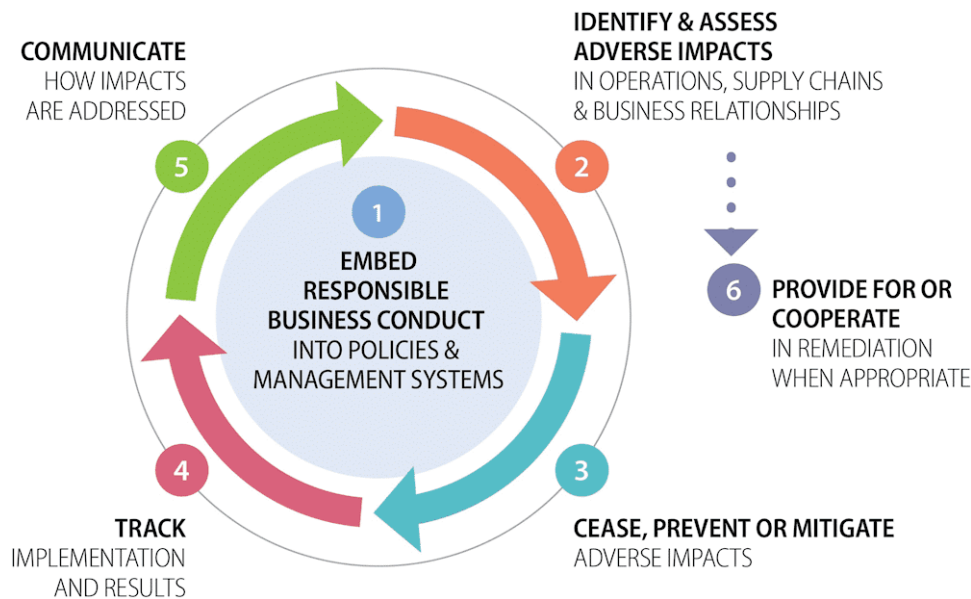 1
EMBED
RESPONSIBLE
BUSINESS CONDUCT
INTO POLICIES &
MANAGEMENT SYSTEMS
2
IDENTIFY & ASSESS
ADVERSE IMPACTS
IN OPERATIONS, SUPPLY CHAINS
& BUSINESS RELATIONSHIPS
3
CEASE, PREVENT OR MITIGATE
ADVERSE IMPACTS
4
TRACK
IMPLEMENTATION
AND RESULTS
5
COMMUNICATE
HOW IMPACTS
ARE ADDRESSED
6
PROVIDE FOR OR
COOPERATE
IN REMEDIATION
WHEN APPROPRIATE